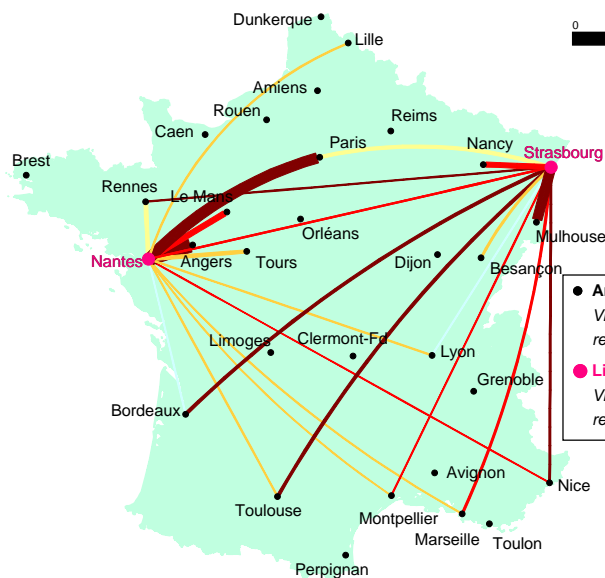 Dunkerque
0
Lille
Amiens
Rouen
Reims
Caen
Paris
Nancy
Strasbourg
Brest
Rennes
Le Mans
Orléans
Mulhouse
Nantes
Angers
Tours
Dijon
Besançon
Limoges
Clermont-Fd
Lyon
Grenoble
Bordeaux
Avignon
Nice
Toulouse
Montpellier
Marseille
Toulon
Perpignan